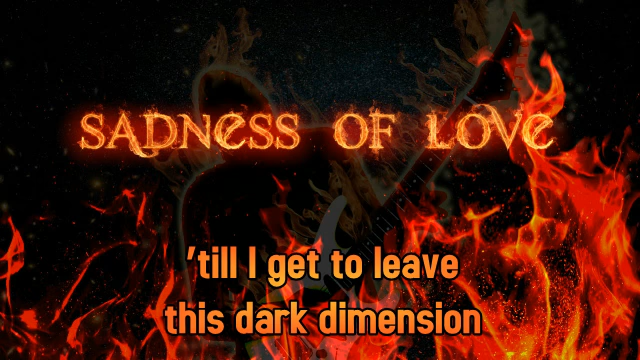 SADNESS OF LOVE
'till I get to leave
this dark dimension